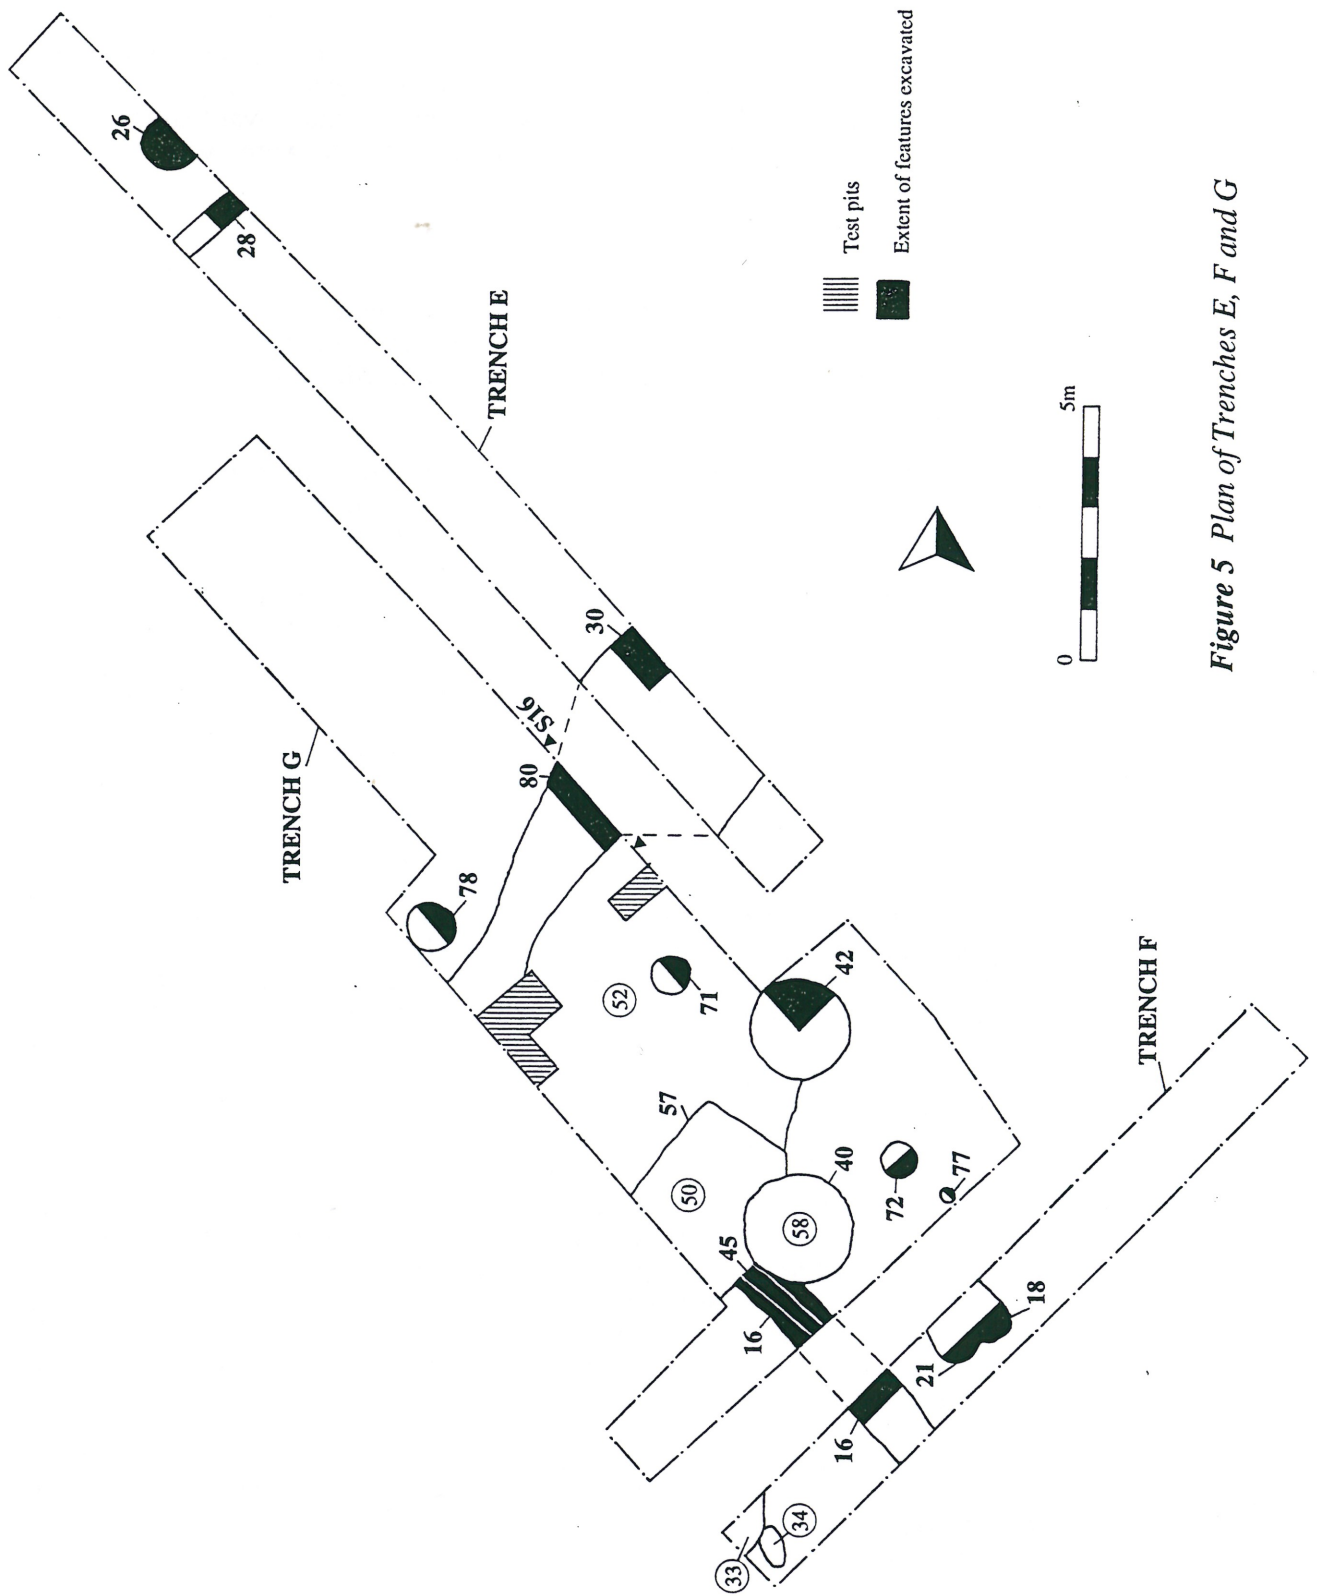 26
28
TRENCH E
Test pits
Extent of features excavated
TRENCH G
30
S16
80
78
52
71
42
57
50
58
40
45
16
72
77
TRENCH F
18
21
16
34
33
0
5m
Figure 5 Plan of Trenches E, F and G